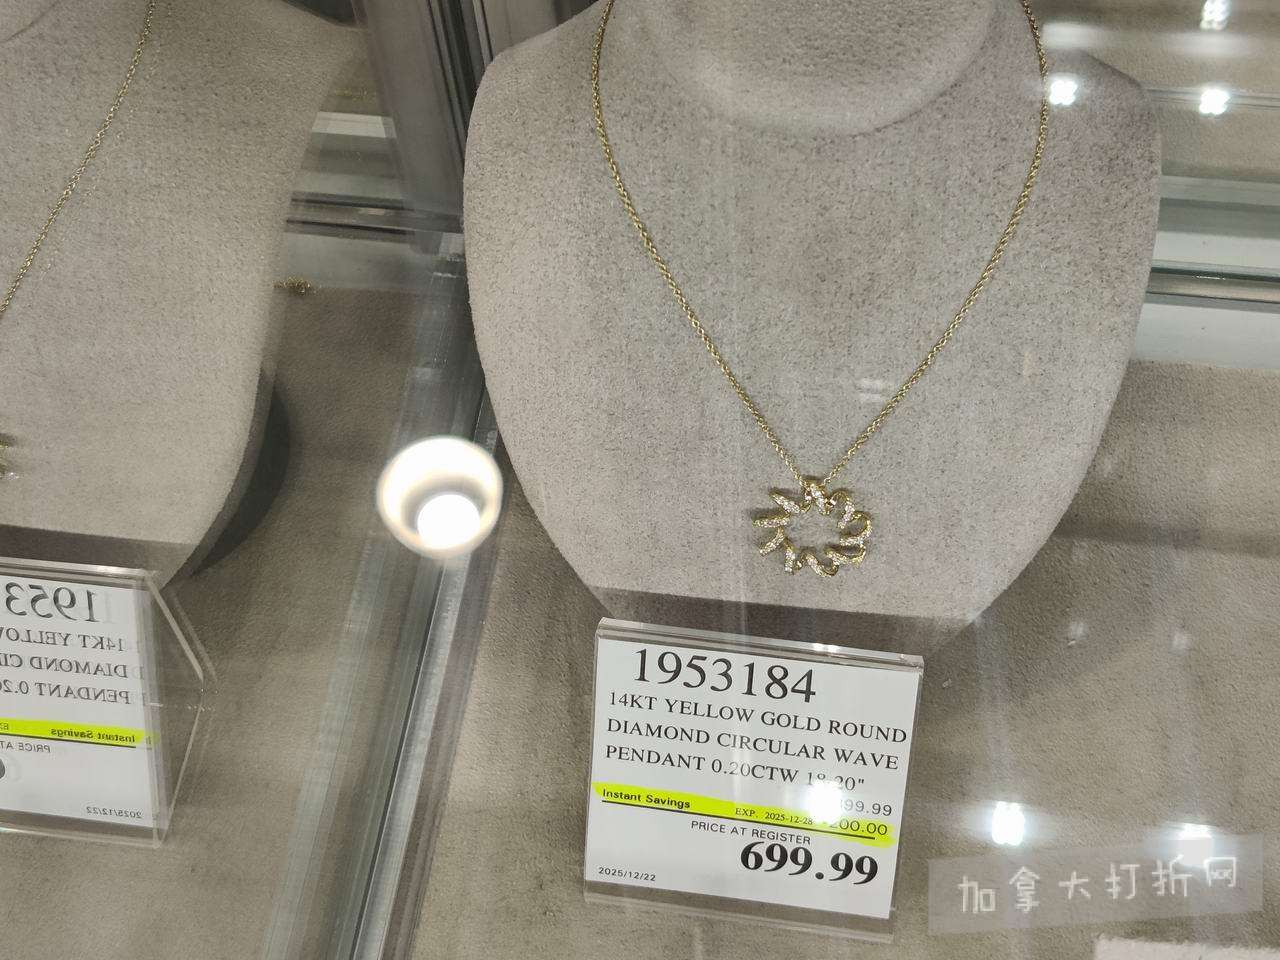 1953184
14KT YELLOW GOLD ROUND
DIAMOND CIRCULAR WAVE
PENDANT 0.20CTW 18-20"
99.99
Instant Savings EXP. 2025-12-28 200.00
PRICE AT REGISTER
699.99
2025/12/22
1953
14KT YELLOW
DIAMOND CI
PENDANT 0.20
Instant Savings
PRICE AT
2025/12/22
加拿大打折网